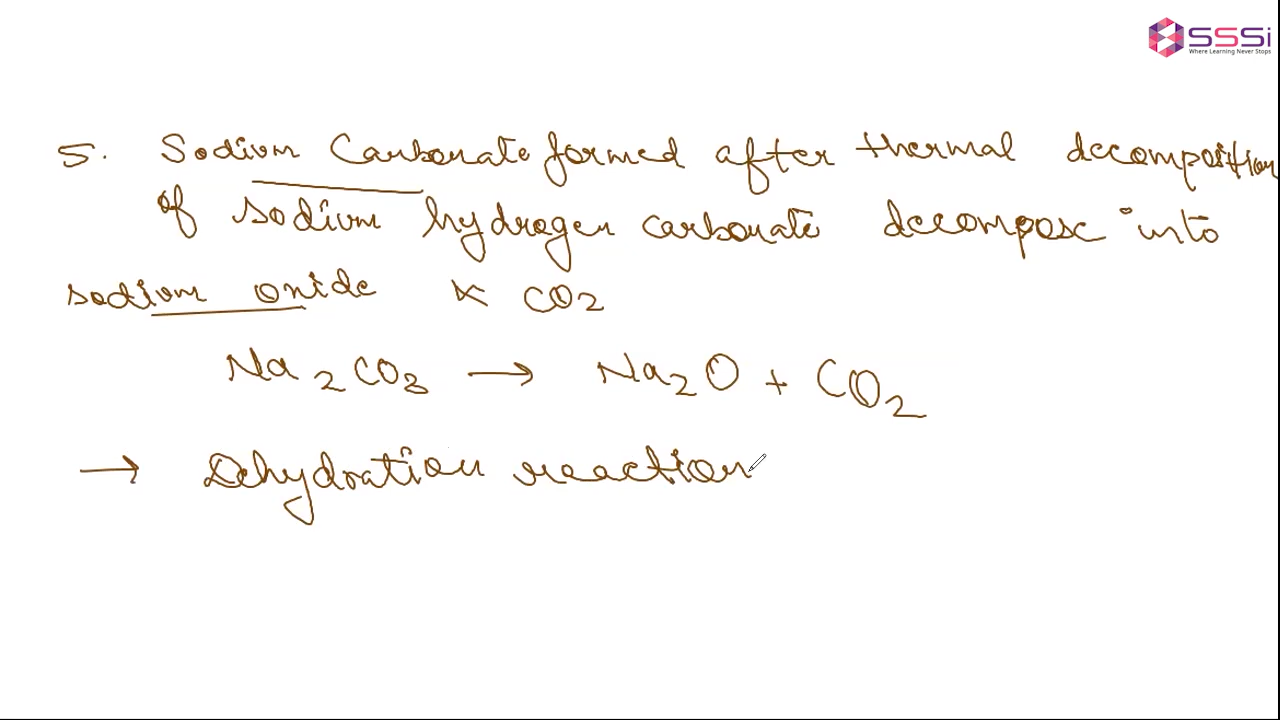 SSSi
Where Learning Never Stops
5. Sodium Carbonate formed after thermal decomposition
of sodium hydrogen carbonate decompose into
sodium oxide & CO2
Na2CO3 → Na2O + CO2
→ Dehydration reaction